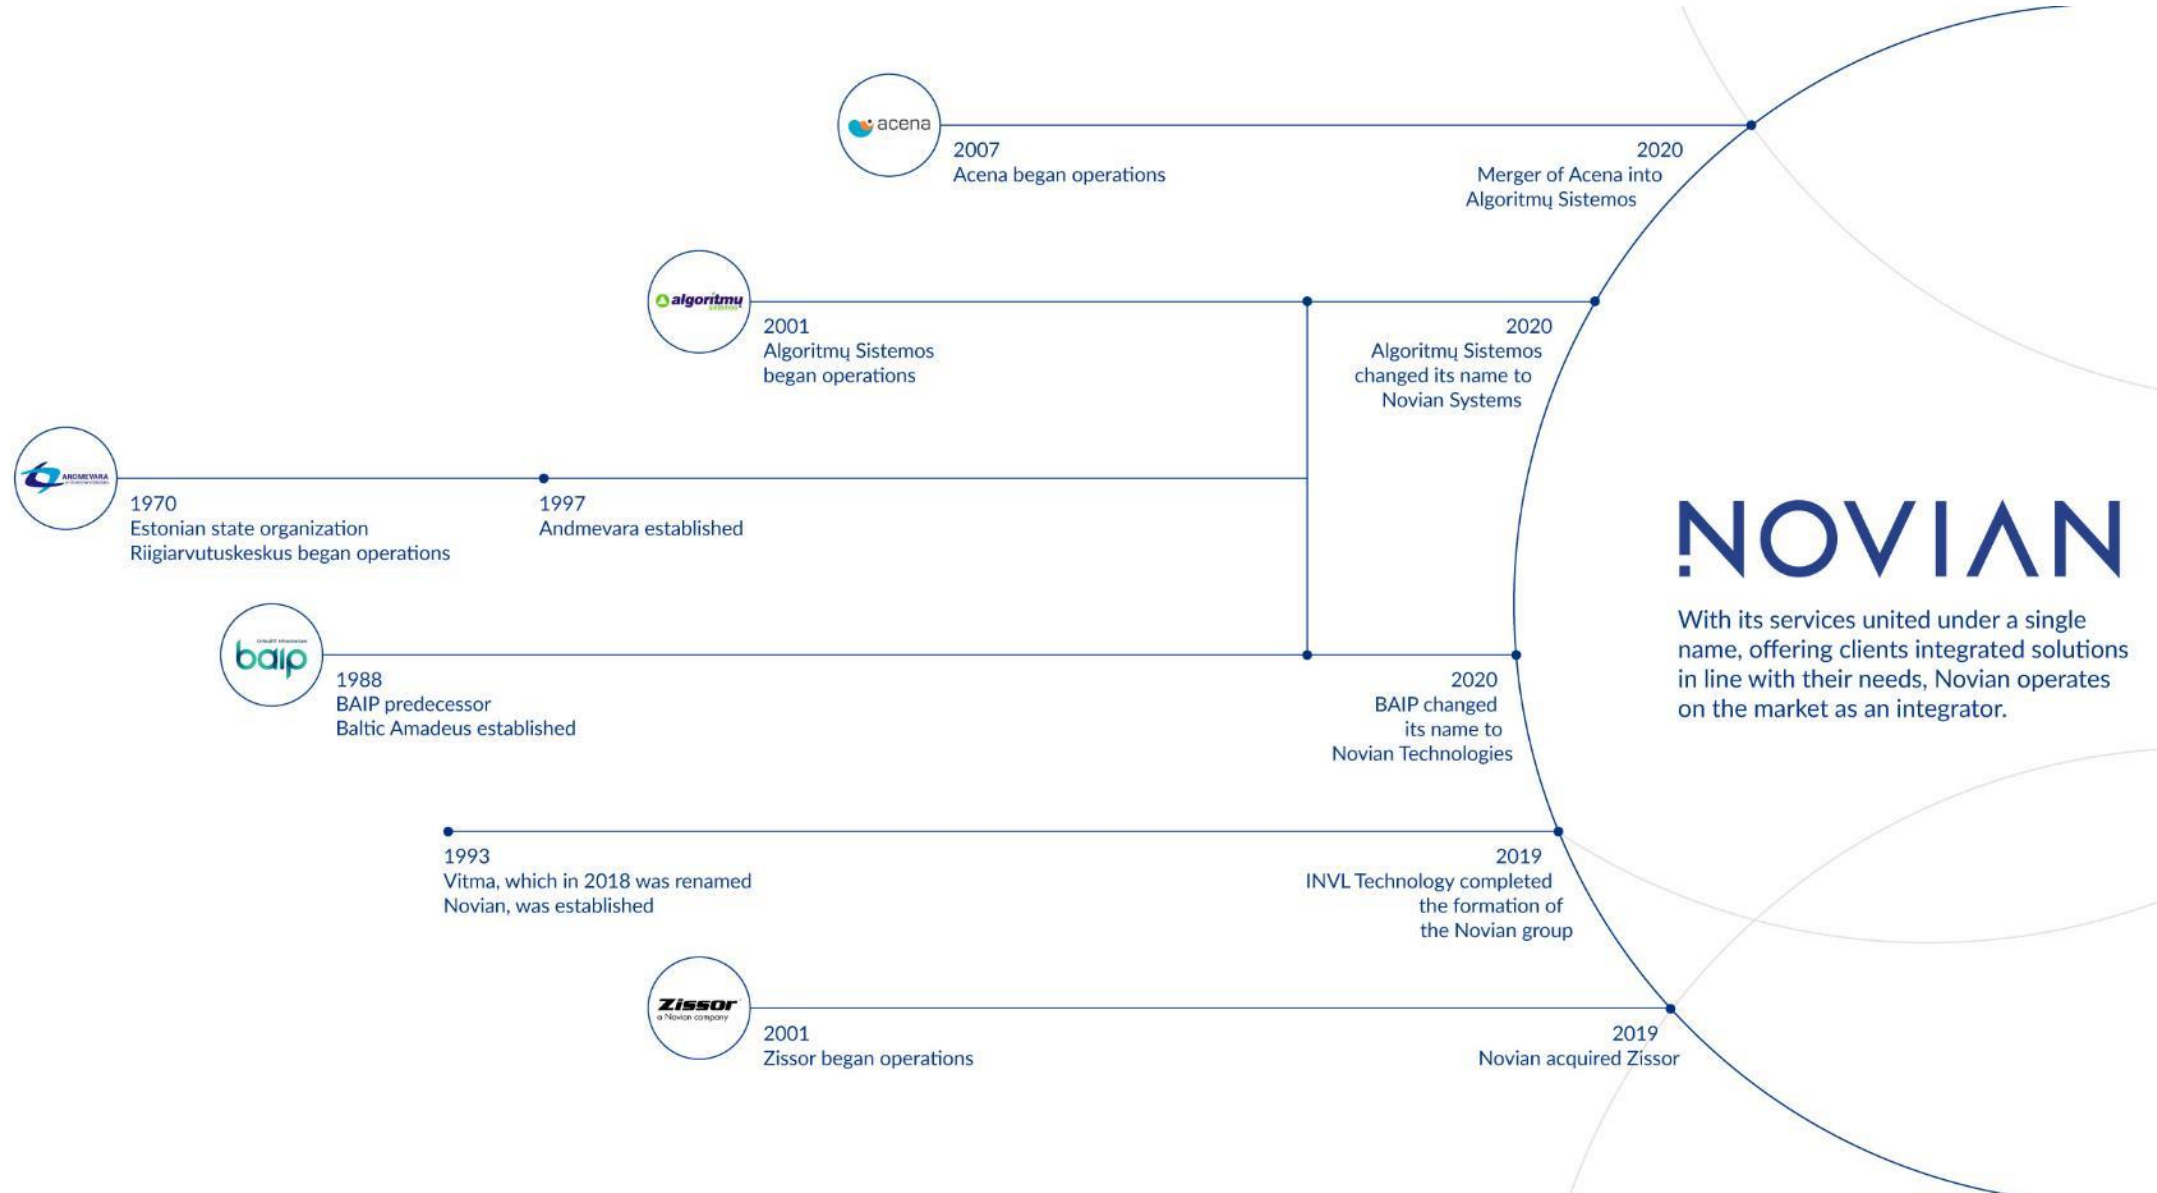 acena
2007
Acena began operations
2020
Merger of Acena into
Algoritmų Sistemos
algoritmų
sistemos
2001
Algoritmų Sistemos
began operations
2020
Algoritmų Sistemos
changed its name to
Novian Systems
ANDMEVARA
1970
Estonian state organization
Riigiarvutuskeskus began operations
1997
Andmevara established
NOVIAN
With its services united under a single
name, offering clients integrated solutions
in line with their needs, Novian operates
on the market as an integrator.
baip
1988
BAIP predecessor
Baltic Amadeus established
2020
BAIP changed
its name to
Novian Technologies
1993
Vitma, which in 2018 was renamed
Novian, was established
2019
INVL Technology completed
the formation of
the Novian group
Zissor
a Novian company
2001
Zissor began operations
2019
Novian acquired Zissor